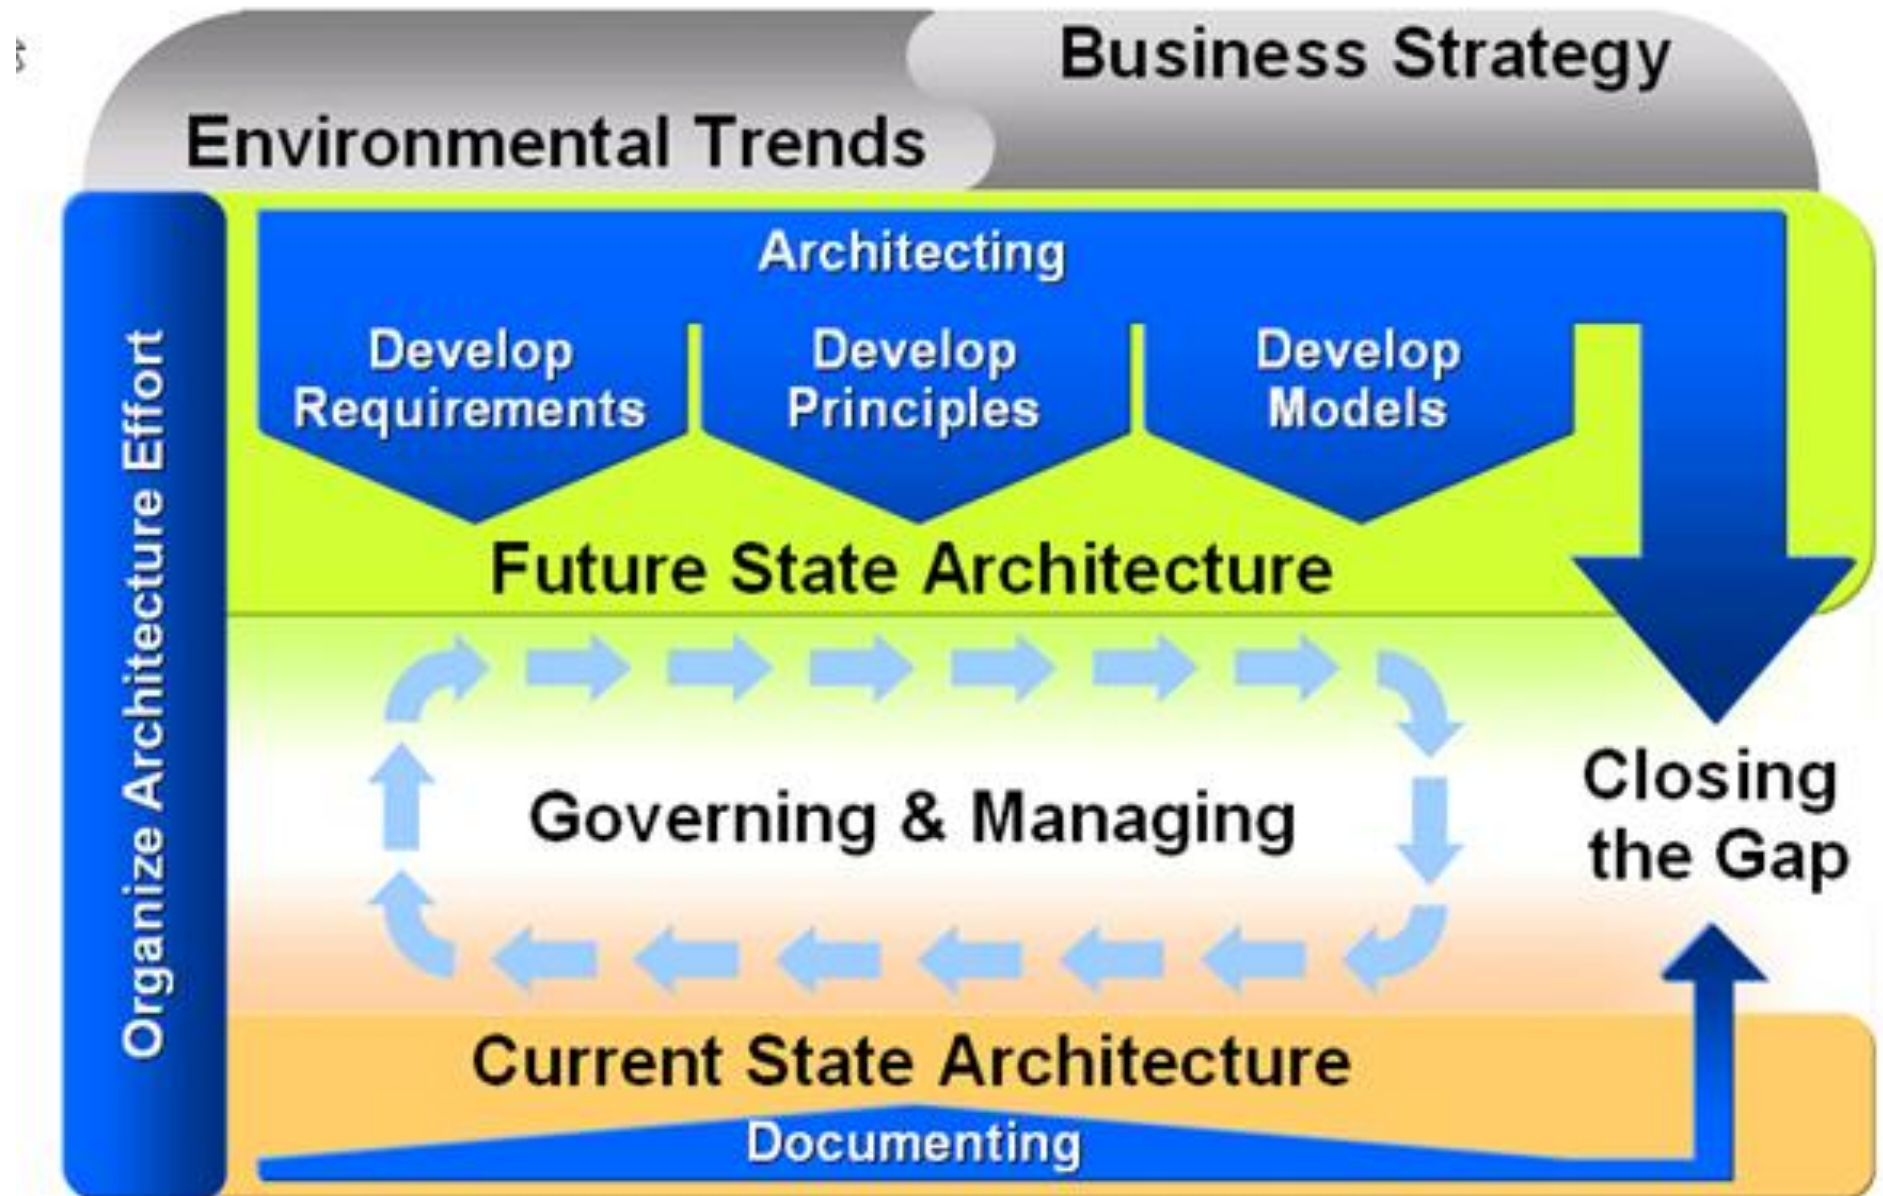 Business Strategy
Environmental Trends
Organize Architecture Effort
Architecting
Develop
Requirements
Develop
Principles
Develop
Models
Future State Architecture
Governing & Managing
Closing
the Gap
Current State Architecture
Documenting